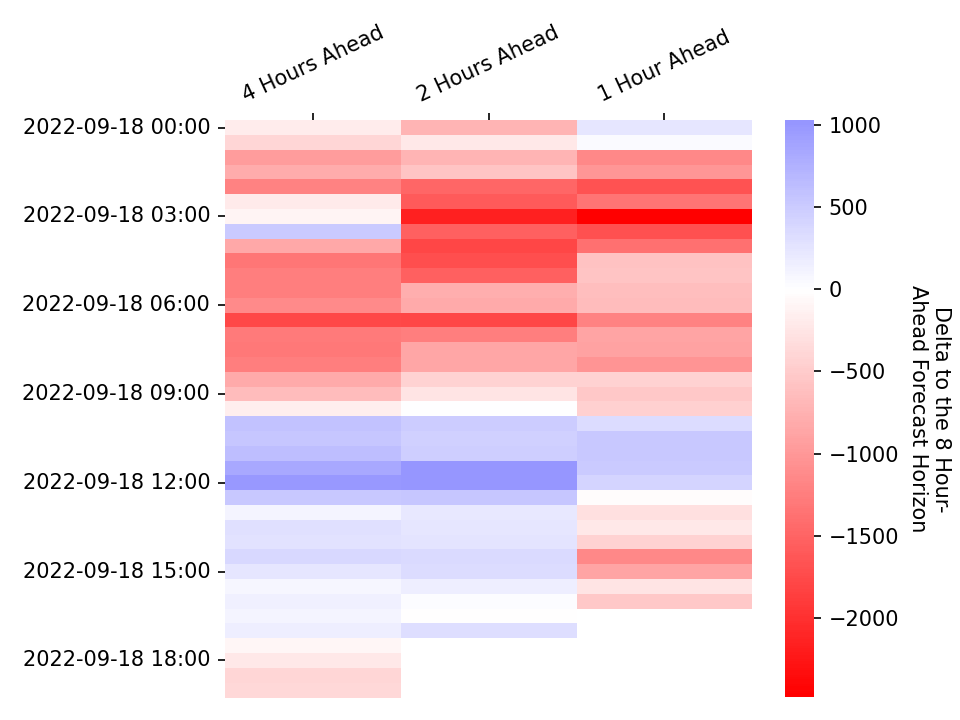 4 Hours Ahead
2 Hours Ahead
1 Hour Ahead
2022-09-18 00:00
2022-09-18 03:00
2022-09-18 06:00
2022-09-18 09:00
2022-09-18 12:00
2022-09-18 15:00
2022-09-18 18:00
1000
500
0
−500
−1000
−1500
−2000
Delta to the 8 Hour-
Ahead Forecast Horizon